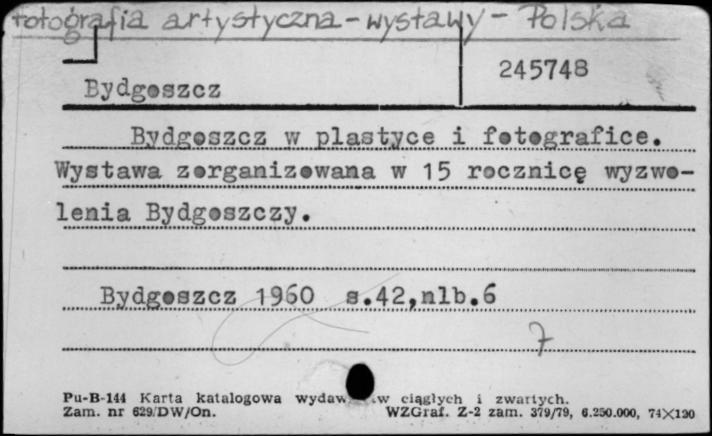 fotografia artystyczna - wystawy - Polska
245748
Bydgoszcz
Bydgoszcz w plastyce i fotografice.
Wystawa zorganizowana w 15 rocznicę wyzwo-
lenia Bydgoszczy.
Bydgoszcz 1960 s.42,nlb.6
7
Pu-B-144 Karta katalogowa wydaw w ciągłych i zwartych.
Zam. nr 629/DW/On. WZGraf. Z-2 zam. 379/79, 6.250.000, 74×120